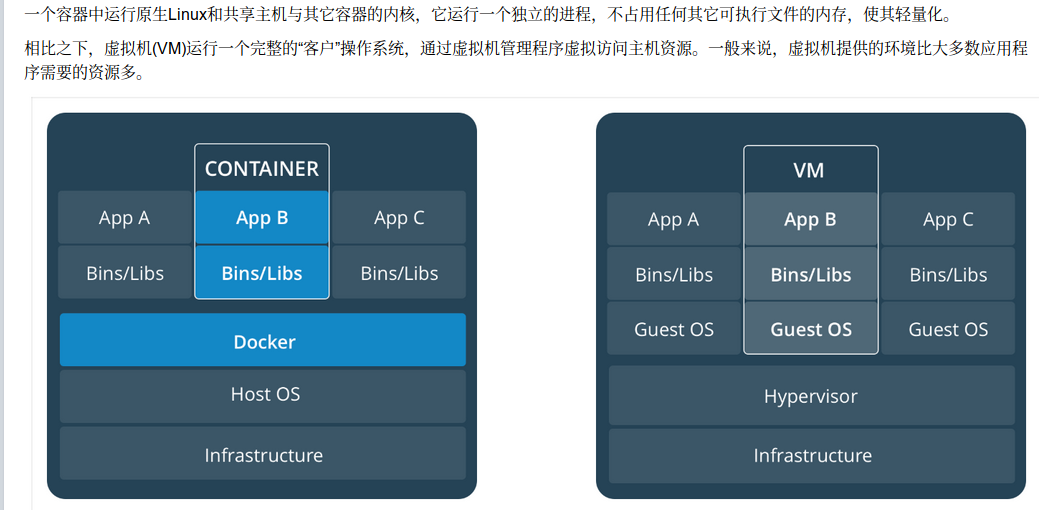 一个容器中运行原生Linux和共享主机与其它容器的内核，它运行一个独立的进程，不占用任何其它可执行文件的内存，使其轻量化。
相比之下，虚拟机(VM)运行一个完整的“客户”操作系统，通过虚拟机管理程序虚拟访问主机资源。一般来说，虚拟机提供的环境比大多数应用程
序需要的资源多。
CONTAINER
App A App B App C
Bins/Libs Bins/Libs Bins/Libs
Docker
Host OS
Infrastructure
VM
App A App B App C
Bins/Libs Bins/Libs Bins/Libs
Guest OS Guest OS Guest OS
Hypervisor
Infrastructure